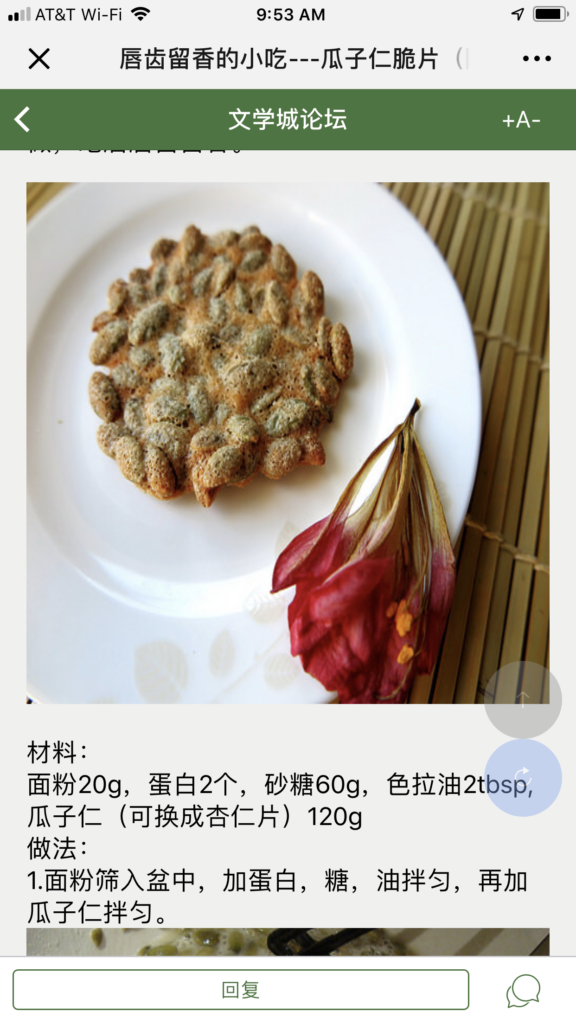 AT&T Wi-Fi 9:53 AM
唇齿留香的小吃---瓜子仁脆片（
文学城论坛 +A-
材料：
面粉20g，蛋白2个，砂糖60g，色拉油2tbsp,
瓜子仁（可换成杏仁片）120g
做法：
1.面粉筛入盆中，加蛋白，糖，油拌匀，再加
瓜子仁拌匀。
回复